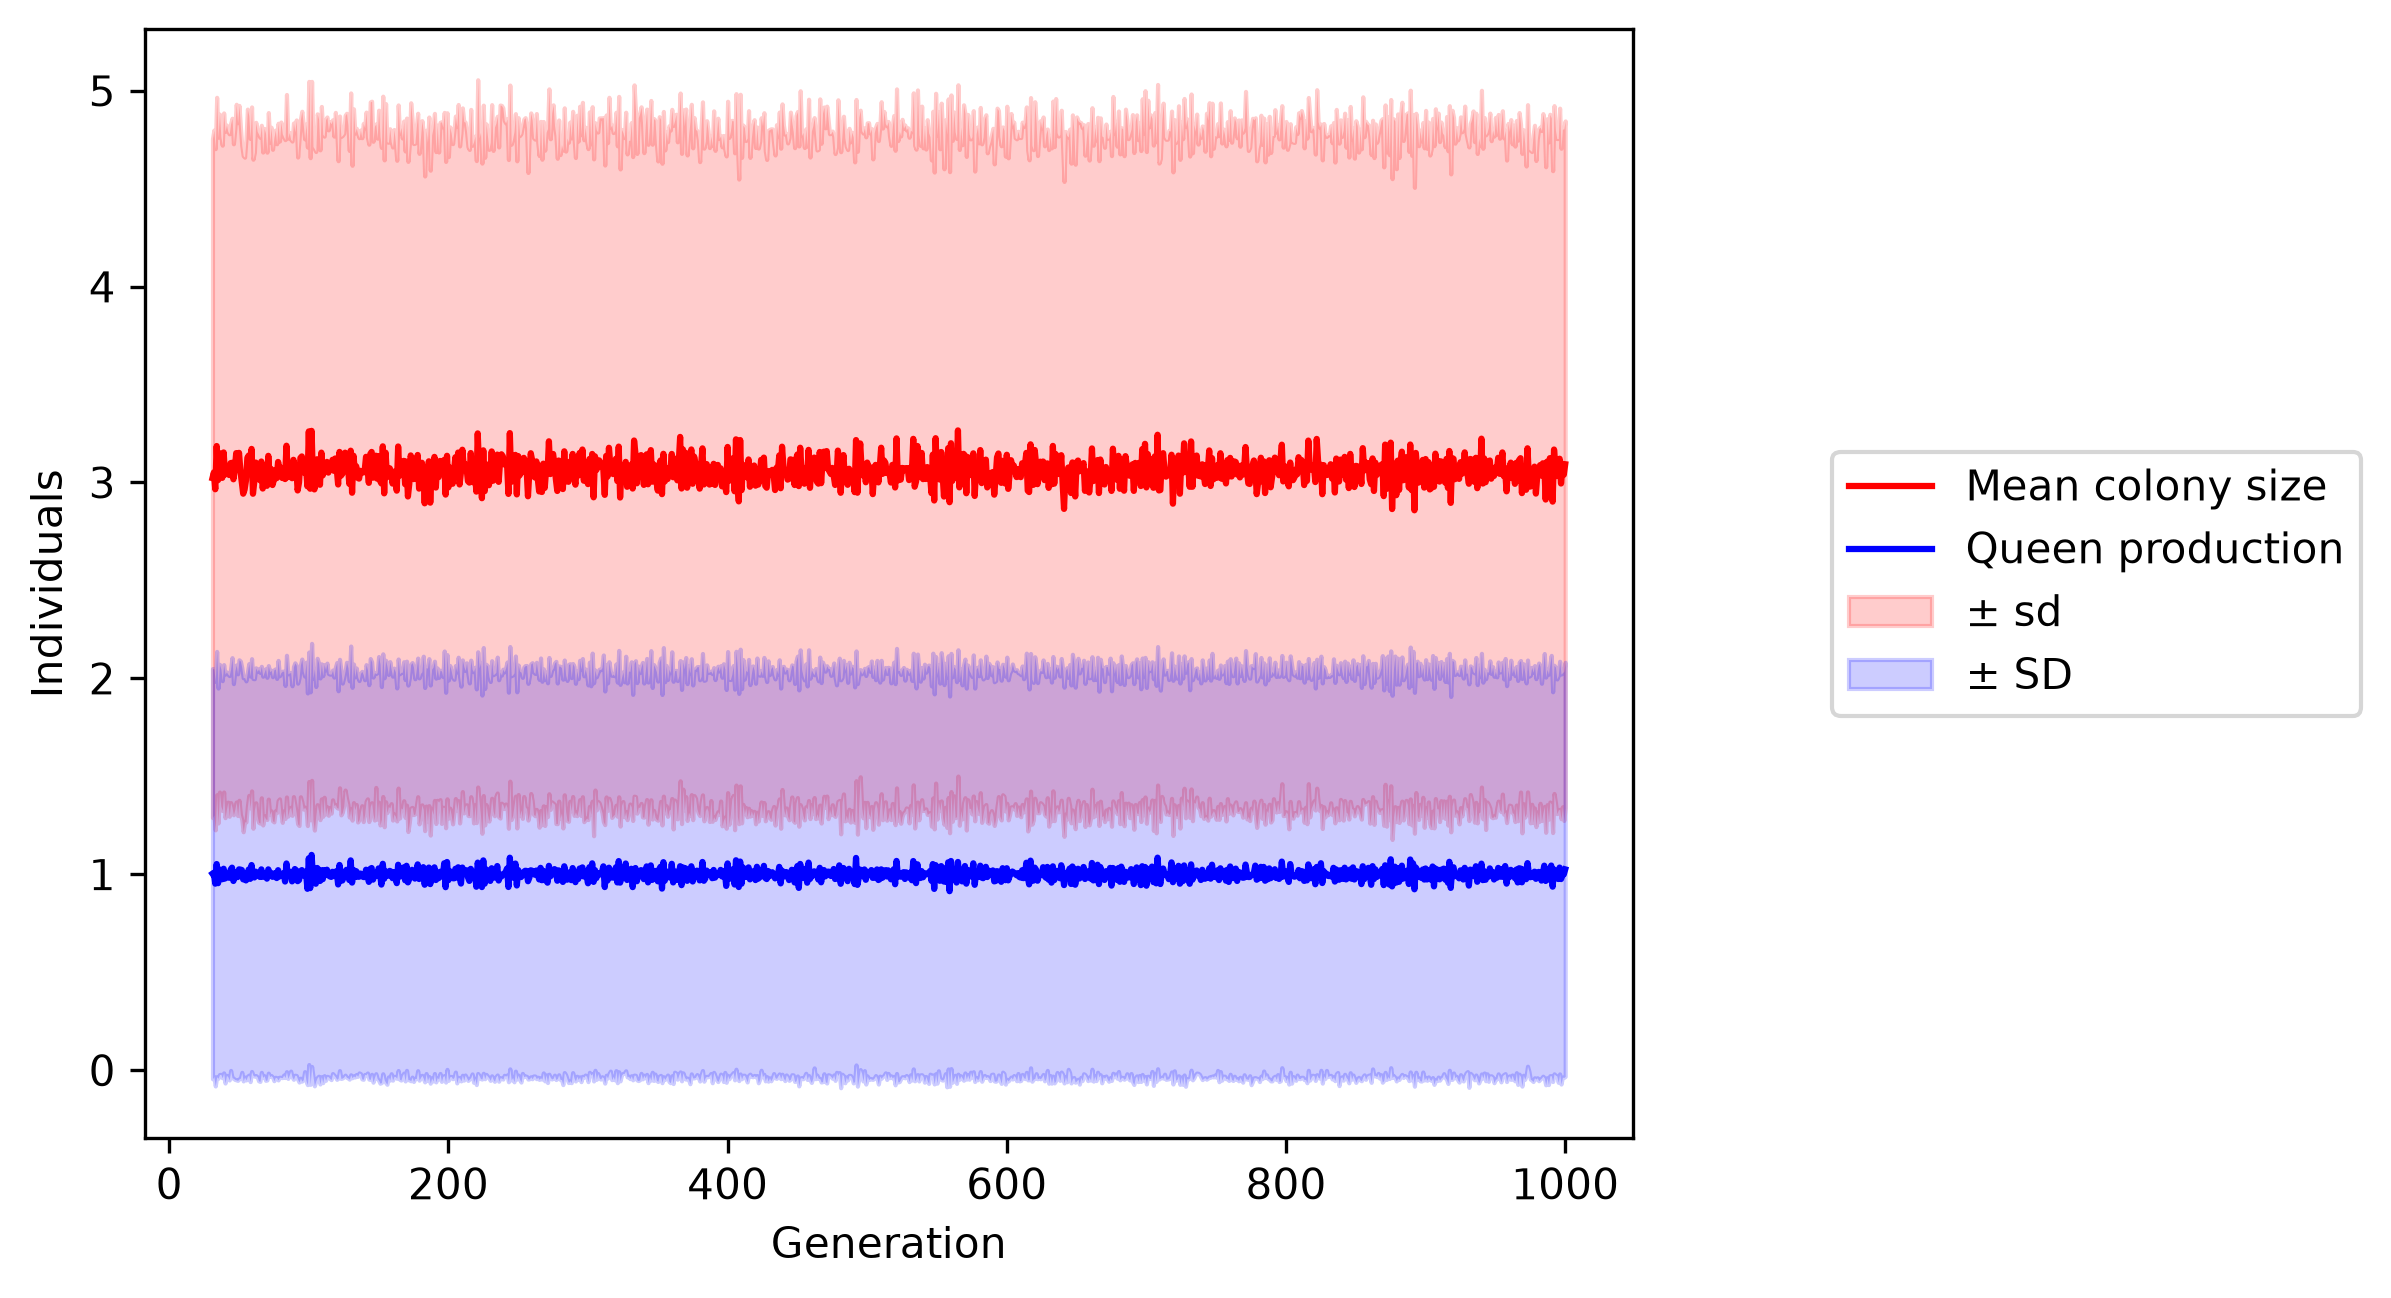 5
4
3
2
1
0
Individuals
0 200 400 600 800 1000
Generation
Mean colony size
Queen production
± sd
± SD